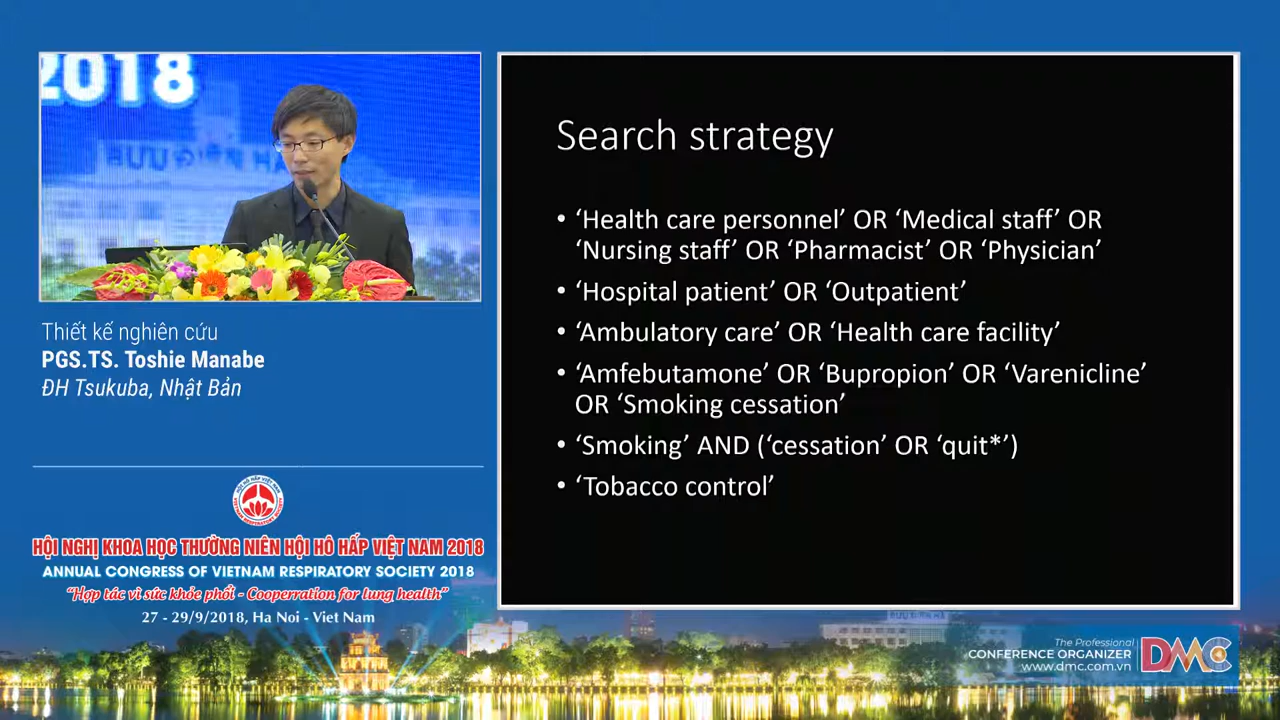 2018
Thiết kế nghiên cứu
PGS.TS. Toshie Manabe
ĐH Tsukuba, Nhật Bản
HỘI HÔ HẤP VIỆT NAM
HỘI NGHỊ KHOA HỌC THƯỜNG NIÊN HỘI HÔ HẤP VIỆT NAM 2018
ANNUAL CONGRESS OF VIETNAM RESPIRATORY SOCIETY 2018
“Hợp tác vì sức khỏe phổi - Cooperration for lung health”
27 - 29/9/2018, Ha Noi - Viet Nam
Search strategy
• ‘Health care personnel’ OR ‘Medical staff’ OR
‘Nursing staff’ OR ‘Pharmacist’ OR ‘Physician’
• ‘Hospital patient’ OR ‘Outpatient’
• ‘Ambulatory care’ OR ‘Health care facility’
• ‘Amfebutamone’ OR ‘Bupropion’ OR ‘Varenicline’
OR ‘Smoking cessation’
• ‘Smoking’ AND (‘cessation’ OR ‘quit*’)
• ‘Tobacco control’
The Professional
CONFERENCE ORGANIZER
www.dmc.com.vn
DMC